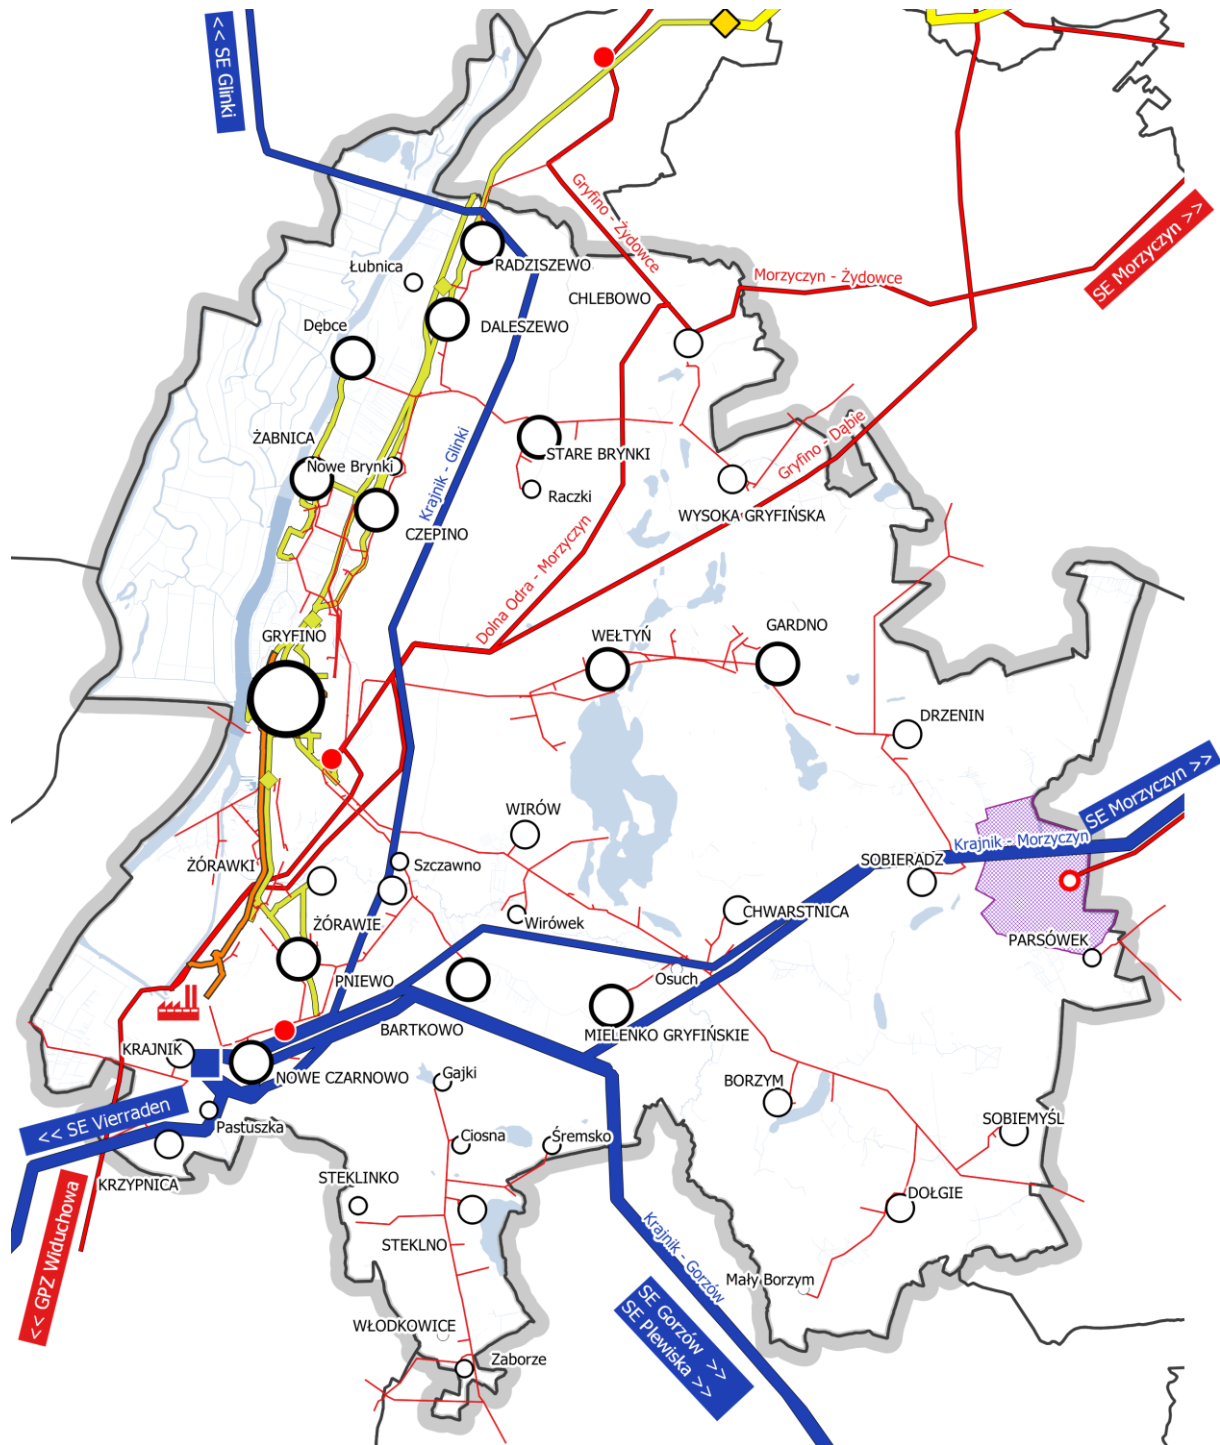 << SE Glinki
Gryfino - Żydowce
SE Morzyczyn >>
Łubnica
RADZISZEWO
Morzyczyn - Żydowce
CHLEBOWO
Dębce
DALESZEWO
ŻABNICA
Nowe Brynki
Krajnik - Glinki
STARE BRYNKI
Gryfino - Dąbie
Raczki
WYSOKA GRYFIŃSKA
CZEPINO
Dolna Odra - Morzyczyn
GRYFINO
WEŁTYŃ
GARDNO
DRZENIN
SE Morzyczyn >>
WIRÓW
Krajnik - Morzyczyn
ŻÓRAWKI
Szczawno
SOBIERADZ
ŻÓRAWIE
Wirówek
CHWARSTNICA
PARSÓWEK
PNIEWO
Osuch
BARTKOWO
MIELENKO GRYFIŃSKIE
KRAJNIK
NOWE CZARNOWO
Gajki
BORZYM
<< SE Vierraden
Pastuszka
Ciosna
Śremsko
SOBIEMYŚL
KRZYPNICA
STEKLINKO
DOŁGIE
<< GPZ Widuchowa
STEKLNO
Krajnik - Gorzów
Mały Borzym
SE Gorzów >>
SE Plewiska >>
WŁODKOWICE
Zaborze